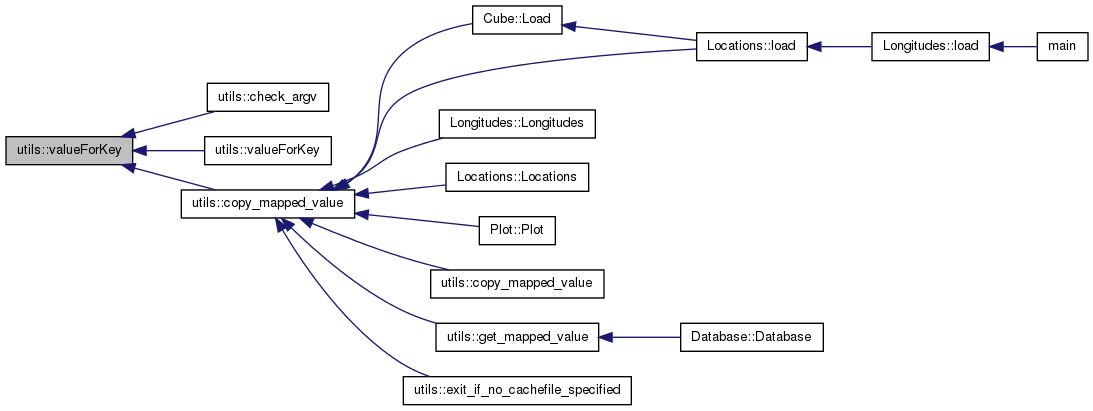 Cube::Load
Locations::load
Longitudes::load
main
utils::check_argv
Longitudes::Longitudes
utils::valueForKey
utils::valueForKey
Locations::Locations
utils::copy_mapped_value
Plot::Plot
utils::copy_mapped_value
utils::get_mapped_value
Database::Database
utils::exit_if_no_cachefile_specified